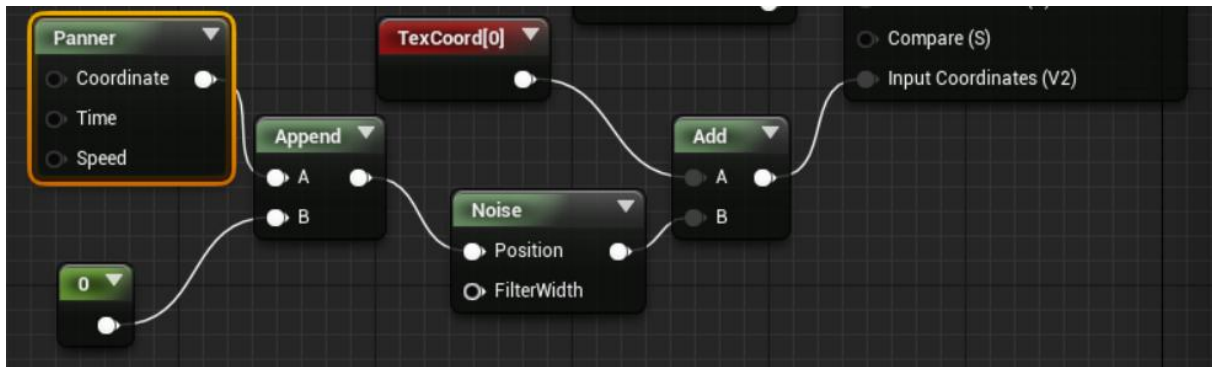 Panner
Coordinate
Time
Speed
TexCoord[0]
Append
A
B
0
Noise
Position
FilterWidth
Add
A
B
Compare (S)
Input Coordinates (V2)